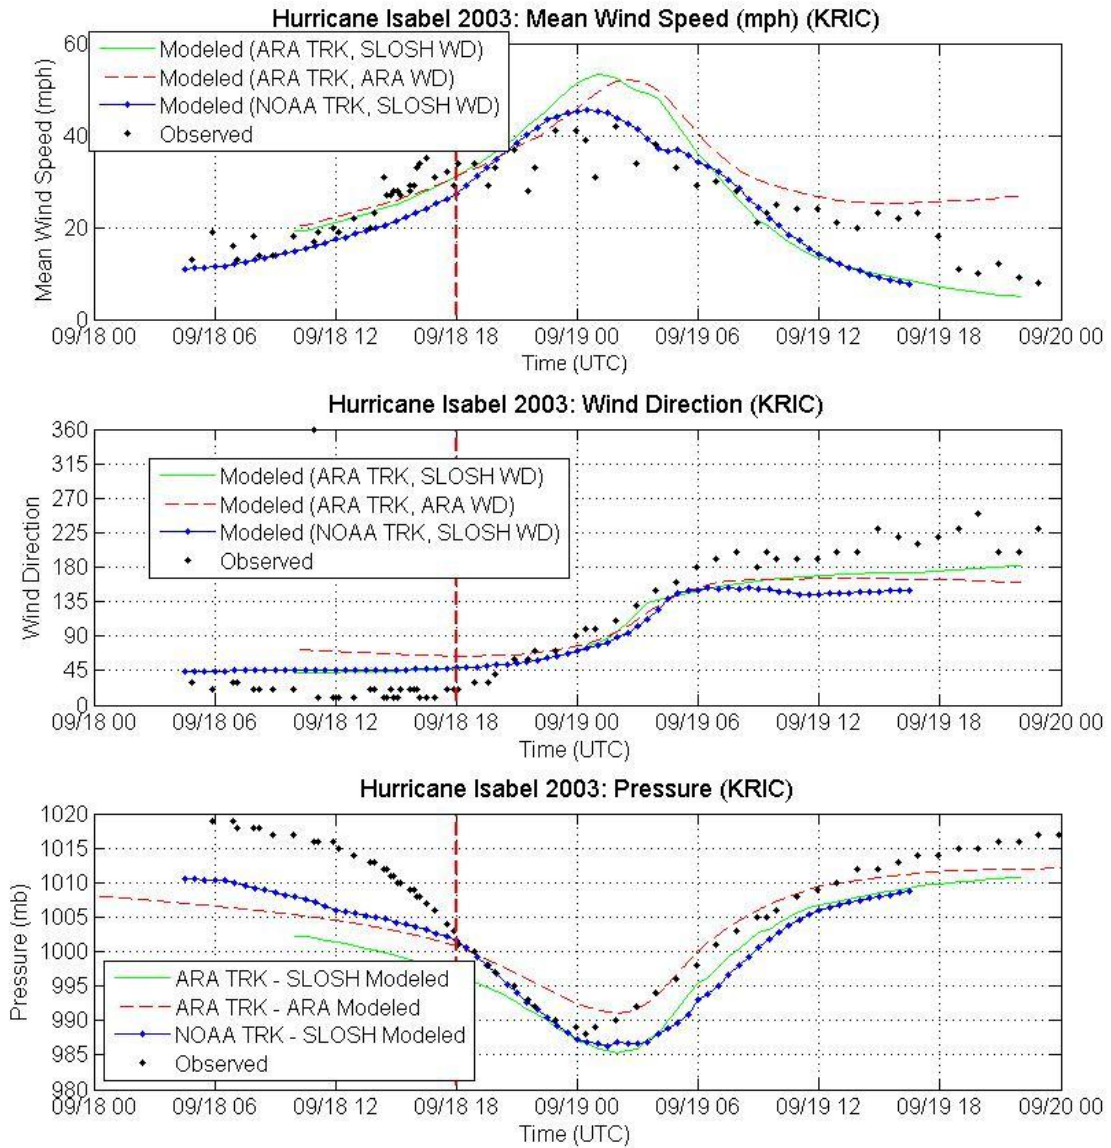 Hurricane Isabel 2003: Mean Wind Speed (mph) (KRIC)
Mean Wind Speed (mph)
60
40
20
0
Modeled (ARA TRK, SLOSH WD)
Modeled (ARA TRK, ARA WD)
Modeled (NOAA TRK, SLOSH WD)
Observed
09/18 00 09/18 06 09/18 12 09/18 18 09/19 00 09/19 06 09/19 12 09/19 18 09/20 00
Time (UTC)
Hurricane Isabel 2003: Wind Direction (KRIC)
Wind Direction
360
315
270
225
180
135
90
45
0
Modeled (ARA TRK, SLOSH WD)
Modeled (ARA TRK, ARA WD)
Modeled (NOAA TRK, SLOSH WD)
Observed
09/18 00 09/18 06 09/18 12 09/18 18 09/19 00 09/19 06 09/19 12 09/19 18 09/20 00
Time (UTC)
Hurricane Isabel 2003: Pressure (KRIC)
Pressure (mb)
1020
1015
1010
1005
1000
995
990
985
980
ARA TRK - SLOSH Modeled
ARA TRK - ARA Modeled
NOAA TRK - SLOSH Modeled
Observed
09/18 00 09/18 06 09/18 12 09/18 18 09/19 00 09/19 06 09/19 12 09/19 18 09/20 00
Time (UTC)